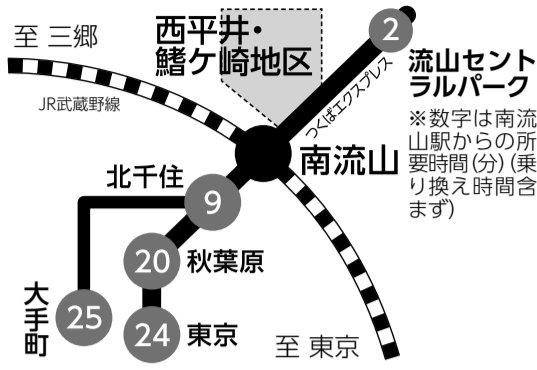 至 三郷
西平井・
鰭ケ崎地区
2
流山セント
ラルパーク
JR武蔵野線
つくばエクスプレス
※数字は南流
山駅からの所
要時間(分)(乗
り換え時間含
まず)
南流山
北千住
9
20
秋葉原
大手町
25
24
東京
至 東京